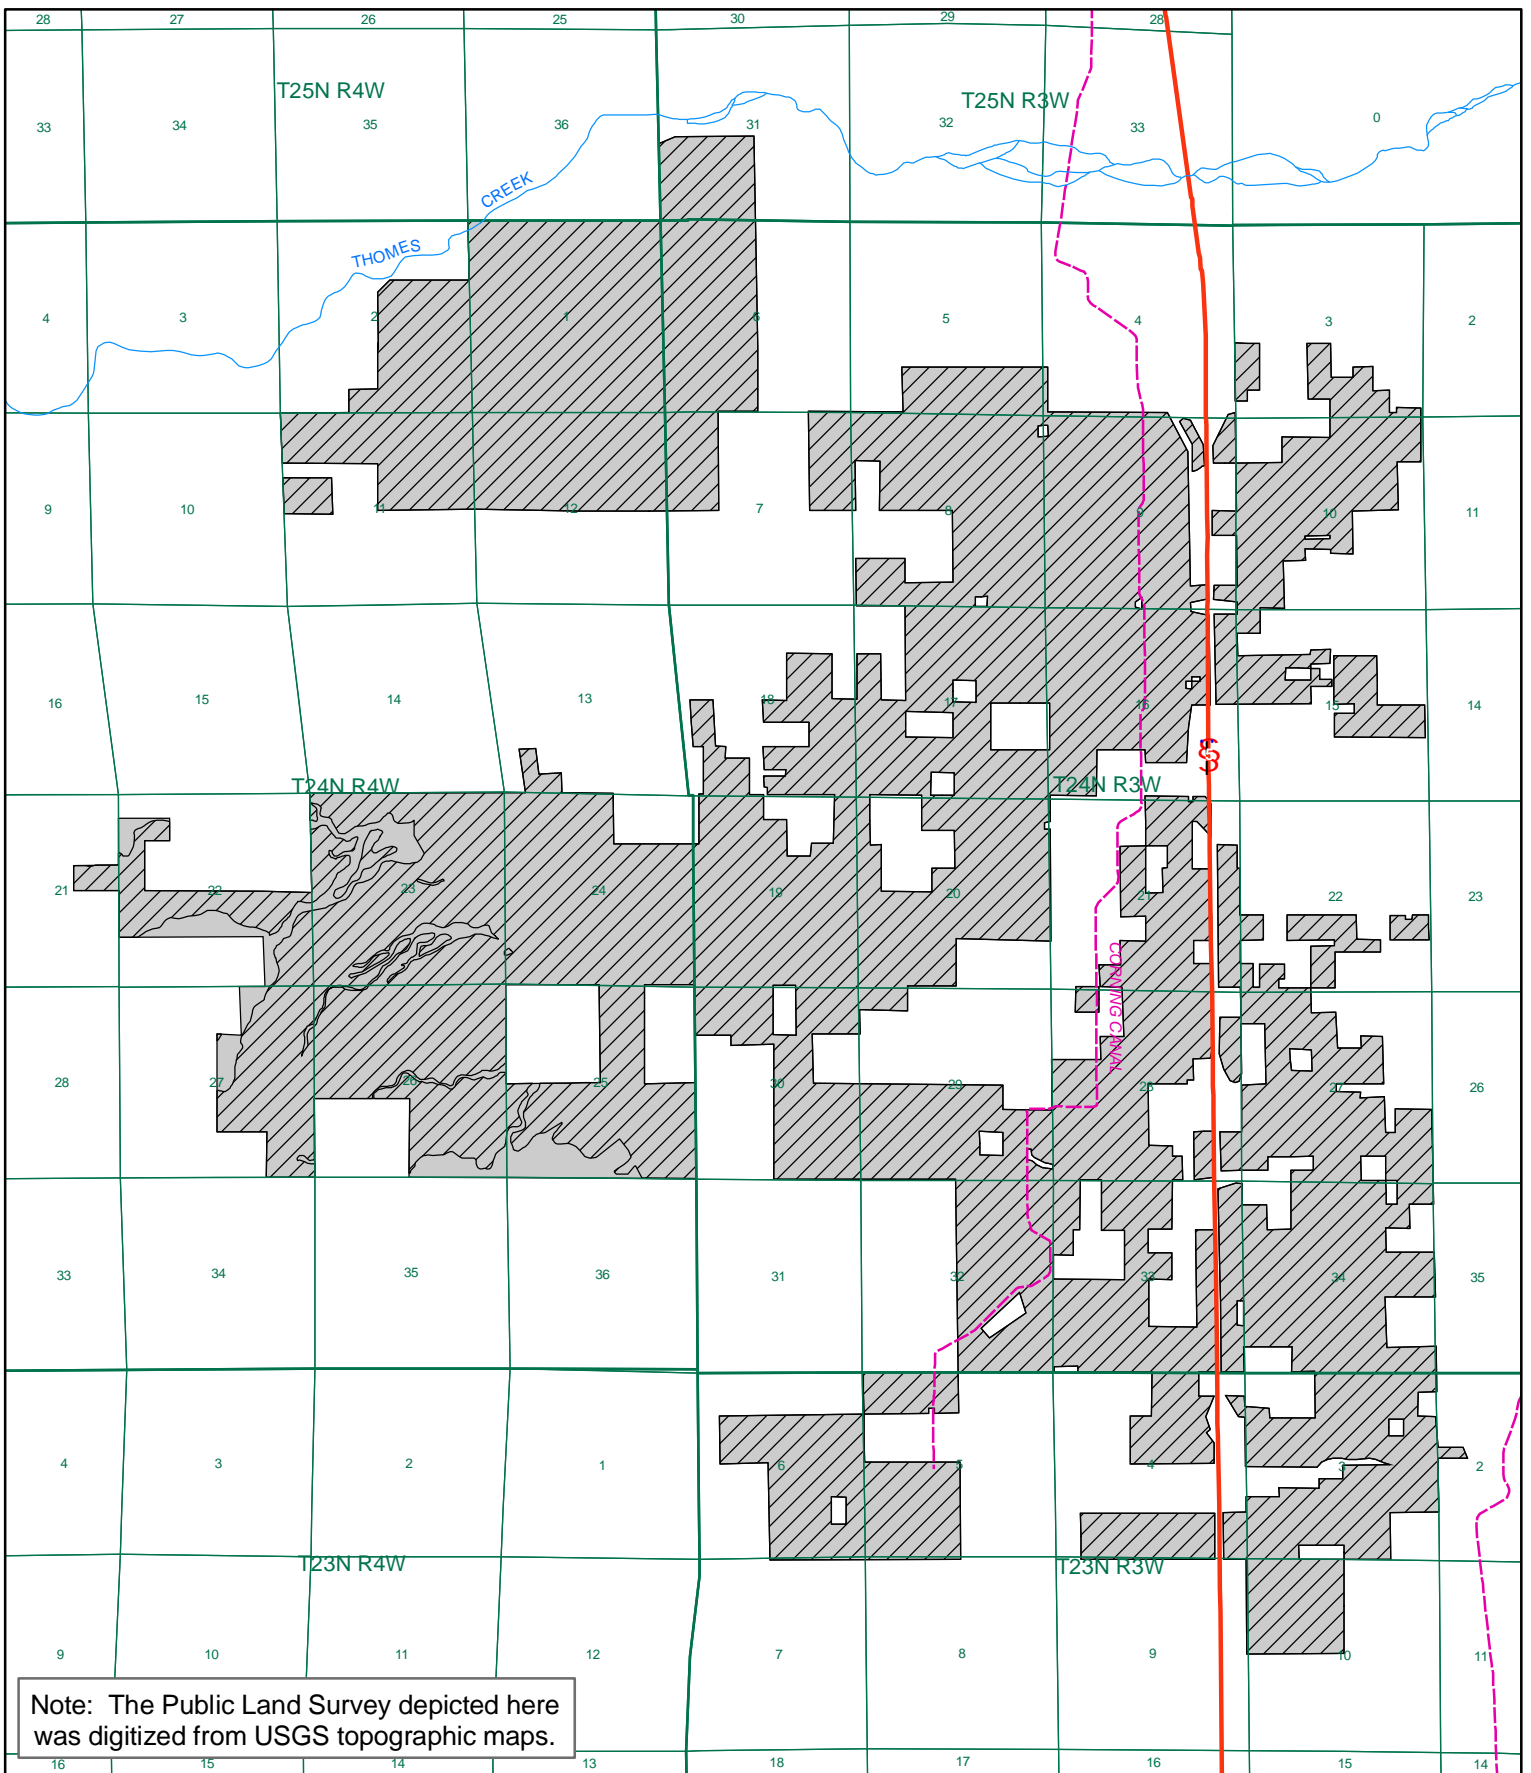 28 27 26 25 30 29 28
T25N R4W T25N R3W
33 34 35 36 31 32 33 0
CREEK
THOMES
4 3 2 1 6 5 4 3 2
9 10 11 12 7 8 9 10 11
16 15 14 13 18 17 16 15 14
T24N R4W T24N R3W
21 22 23 24 19 20 21 22 23
CORNING CANAL
28 27 26 25 30 29 28 27 26
33 34 35 36 31 32 33 34 35
4 3 2 1 6 5 4 3 2
T23N R4W T23N R3W
9 10 11 12 7 8 9 10 11
Note: The Public Land Survey depicted here
was digitized from USGS topographic maps.
16 15 14 13 18 17 16 15 14